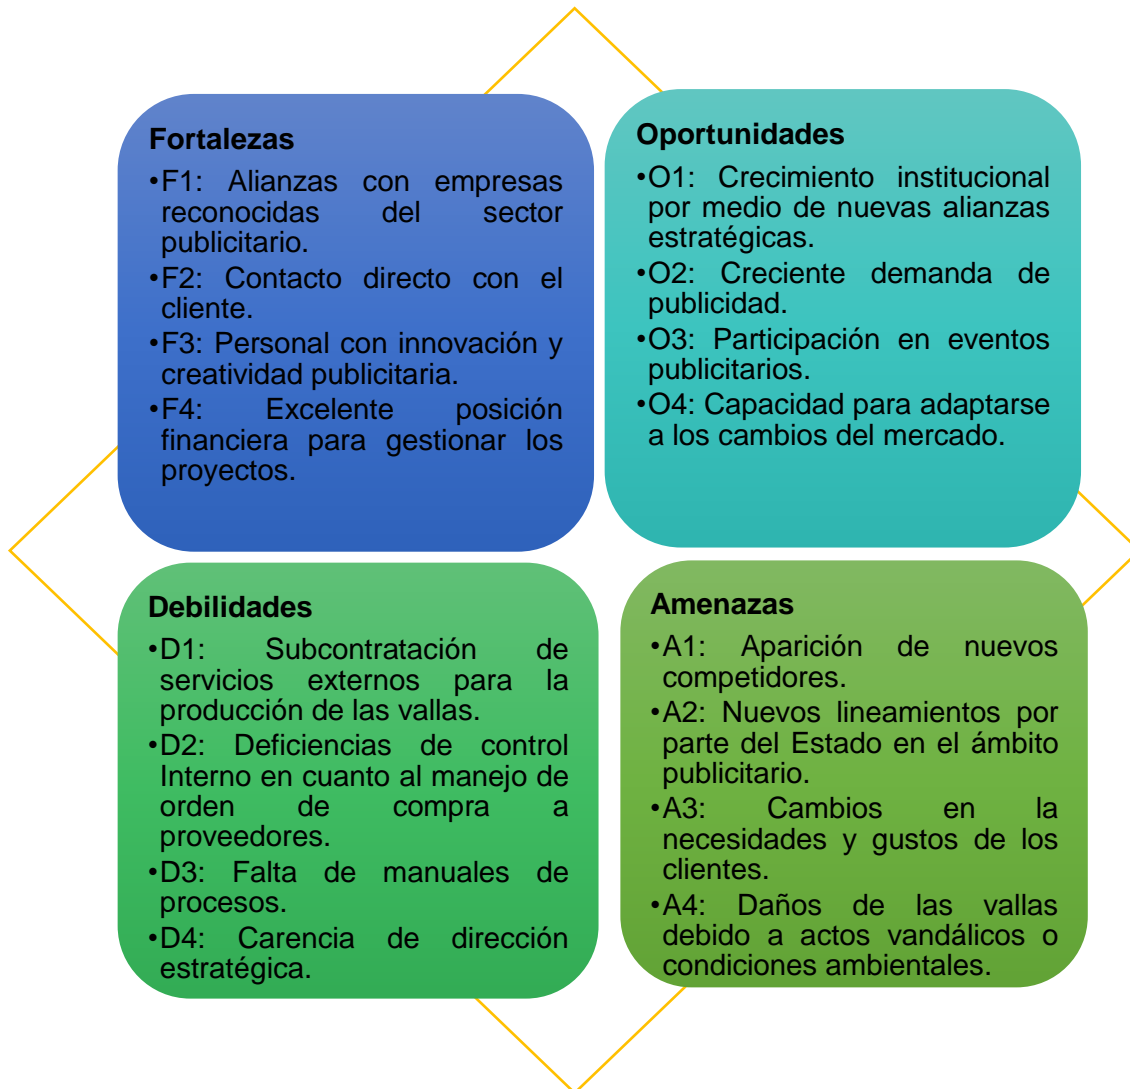 Fortalezas
•F1: Alianzas con empresas
reconocidas del sector
publicitario.
•F2: Contacto directo con el
cliente.
•F3: Personal con innovación y
creatividad publicitaria.
•F4: Excelente posición
financiera para gestionar los
proyectos.
Oportunidades
•O1: Crecimiento institucional
por medio de nuevas alianzas
estratégicas.
•O2: Creciente demanda de
publicidad.
•O3: Participación en eventos
publicitarios.
•O4: Capacidad para adaptarse
a los cambios del mercado.
Debilidades
•D1: Subcontratación de
servicios externos para la
producción de las vallas.
•D2: Deficiencias de control
Interno en cuanto al manejo de
orden de compra a
proveedores.
•D3: Falta de manuales de
procesos.
•D4: Carencia de dirección
estratégica.
Amenazas
•A1: Aparición de nuevos
competidores.
•A2: Nuevos lineamientos por
parte del Estado en el ámbito
publicitario.
•A3: Cambios en la
necesidades y gustos de los
clientes.
•A4: Daños de las vallas
debido a actos vandálicos o
condiciones ambientales.